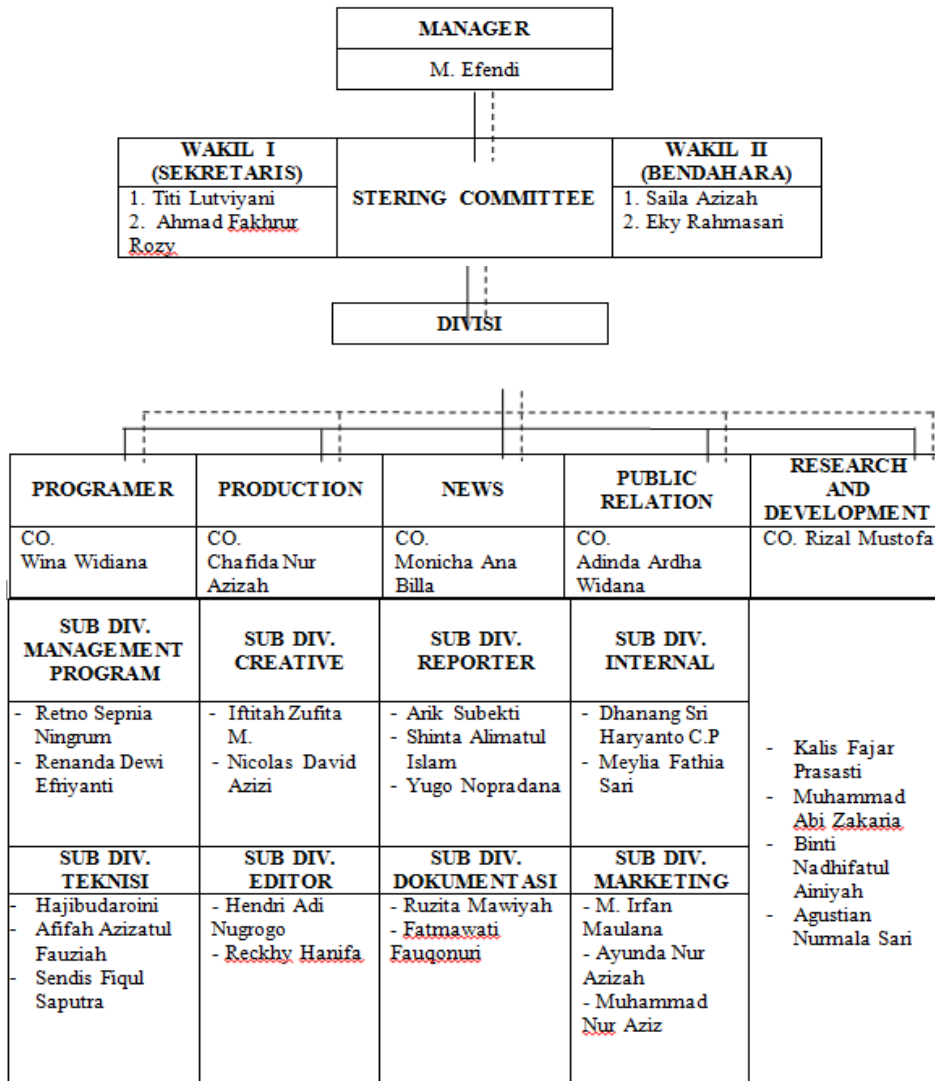 MANAGER
M. Efendi
WAKIL I
(SEKRETARIS)
1. Titi Lutviyani
2. Ahmad Fakhrur
Rozy
STERING COMMITTEE
WAKIL II
(BENDAHARA)
1. Saila Azizah
2. Eky Rahmasari
DIVISI
PROGRAMER
PRODUCTION
NEWS
PUBLIC
RELATION
RESEARCH
AND
DEVELOPMENT
CO.
Wina Widiana
CO.
Chafida Nur
Azizah
CO.
Monicha Ana
Billa
CO.
Adinda Ardha
Widana
CO. Rizal Mustofa
SUB DIV.
MANAGEMENT
PROGRAM
SUB DIV.
CREATIVE
SUB DIV.
REPORTER
SUB DIV.
INTERNAL
- Retno Sepnia
Ningrum
- Renanda Dewi
Efriyanti
- Iftitah Zufita
M.
- Nicolas David
Azizi
- Arik Subekti
- Shinta Alimatul
Islam
- Yugo Nopradana
- Dhanang Sri
Haryanto C.P
- Meylia Fathia
Sari
- Kalis Fajar
Prasasti
- Muhammad
Abi Zakaria
- Binti
Nadhifatul
Ainiyah
- Agustian
Nurmala Sari
SUB DIV.
TEKNISI
SUB DIV.
EDITOR
SUB DIV.
DOKUMENTASI
SUB DIV.
MARKETING
- Hajibudaroini
- Afifah Azizatul
Fauziah
- Sendis Fiqul
Saputra
- Hendri Adi
Nugrogo
- Reckhy Hanifa
- Ruzita Mawiyah
- Fatmawati
Fauqonuri
- M. Irfan
Maulana
- Ayunda Nur
Azizah
- Muhammad
Nur Aziz